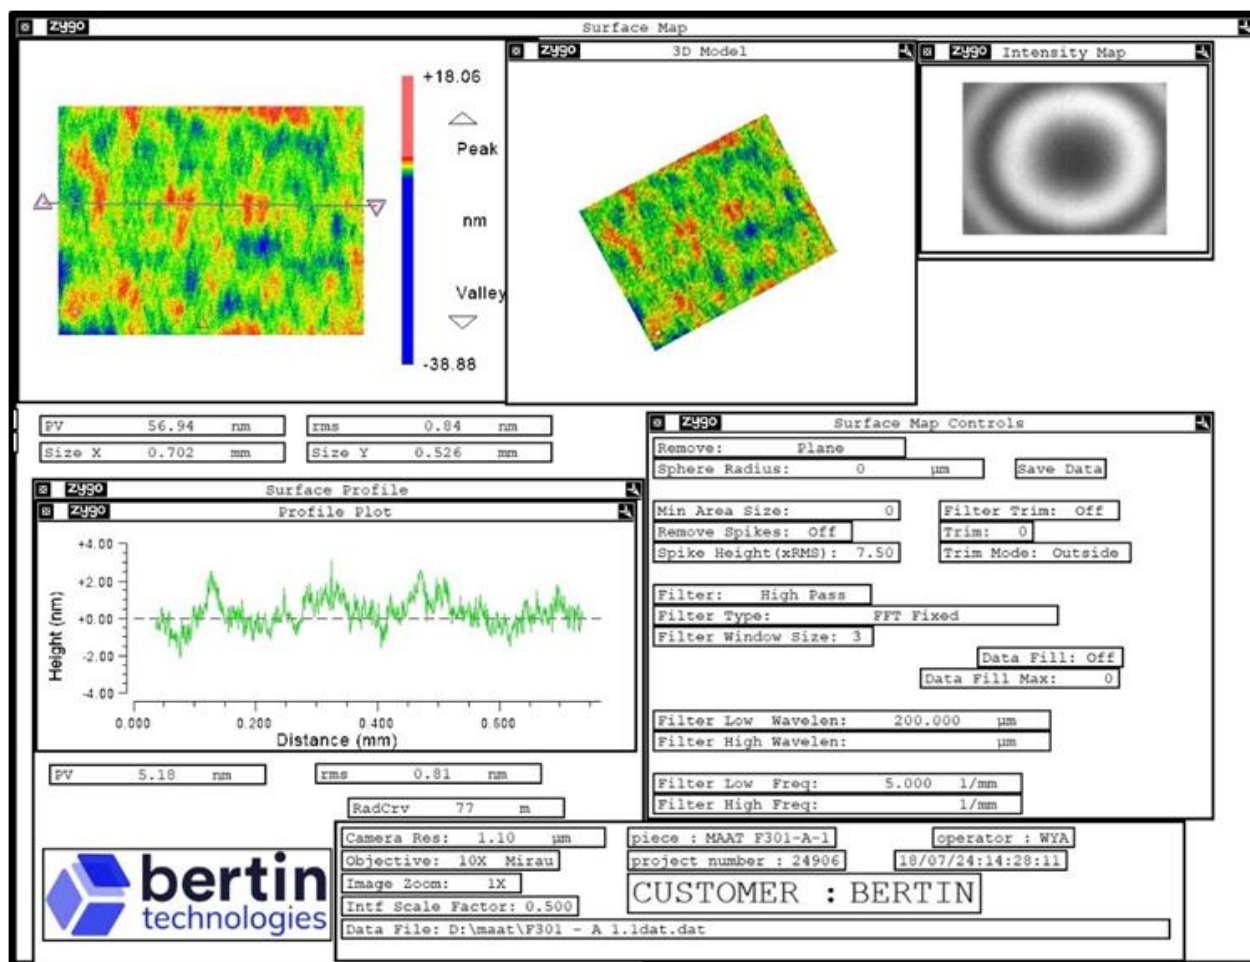 zygo Surface Map
zygo 3D Model
zygo Intensity Map
+18.06
Peak
nm
Valley
-38.88
PV 56.94 nm
rms 0.84 nm
Size X 0.702 mm
Size Y 0.526 mm
zygo Surface Profile
zygo Profile Plot
+4.00
+2.00
+0.00
-2.00
-4.00
Height (nm)
0.000 0.200 0.400 0.600
Distance (mm)
PV 5.18 nm
rms 0.81 nm
RadCrv 77 m
zygo Surface Map Controls
Remove: Plane
Sphere Radius: 0 µm
Save Data
Min Area Size: 0
Filter Trim: Off
Remove Spikes: Off
Trim: 0
Spike Height(xRMS): 7.50
Trim Mode: Outside
Filter: High Pass
Filter Type: FFT Fixed
Filter Window Size: 3
Data Fill: Off
Data Fill Max: 0
Filter Low Wavelen: 200.000 µm
Filter High Wavelen: µm
Filter Low Freq: 5.000 1/mm
Filter High Freq: 1/mm
bertin
technologies
Camera Res: 1.10 µm
piece : MAAT F301-A-1
operator : WYA
Objective: 10X Mirau
project number : 24906
18/07/24:14:28:11
Image Zoom: 1X
CUSTOMER : BERTIN
Intf Scale Factor: 0.500
Data File: D:\maat\F301 - A 1.1dat.dat